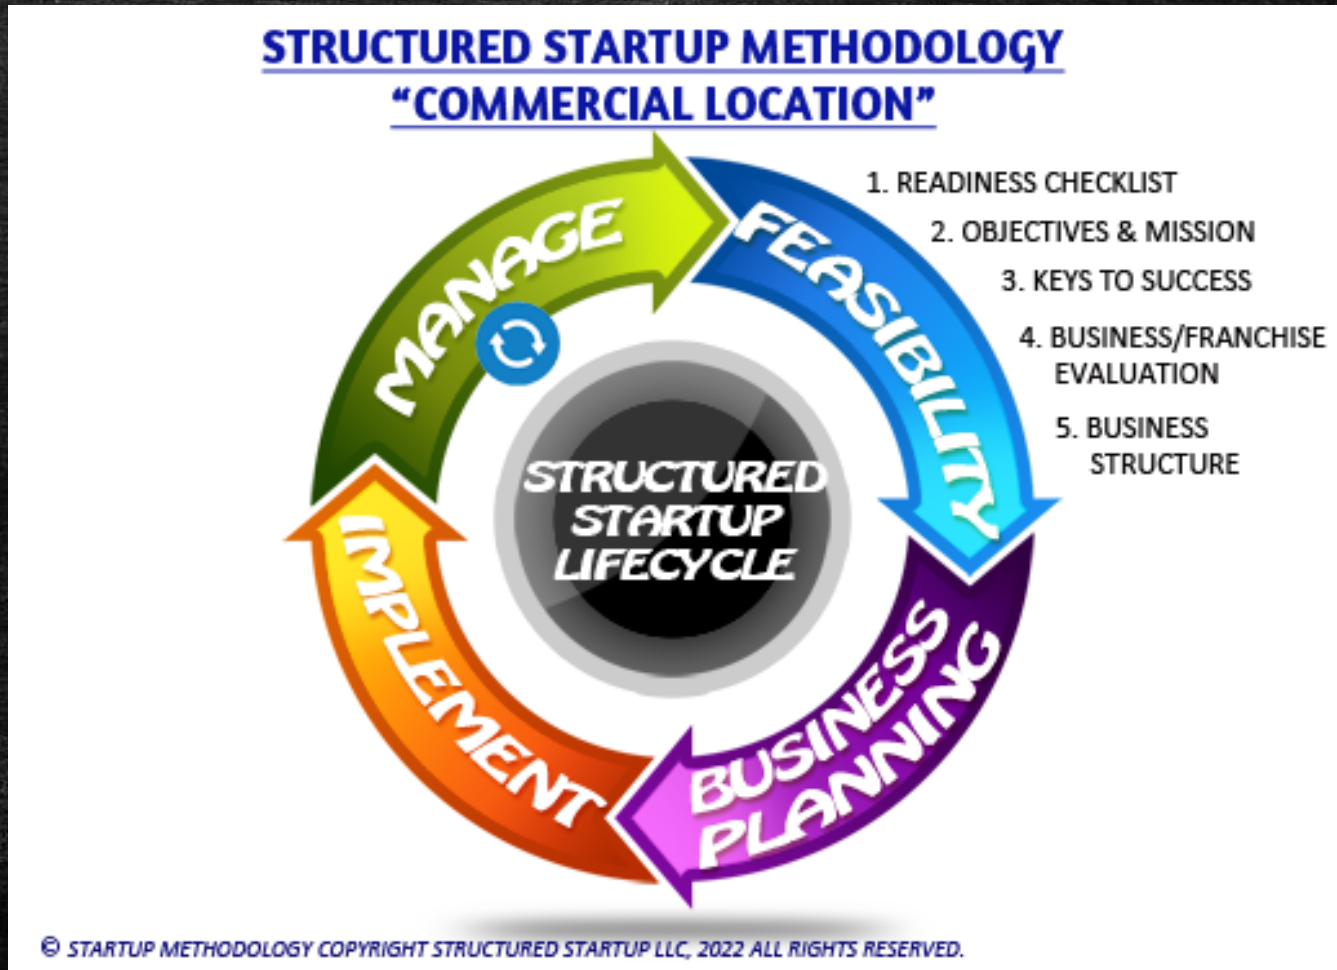 STRUCTURED STARTUP METHODOLOGY
“COMMERCIAL LOCATION”
MANAGE
FEASIBILITY
1. READINESS CHECKLIST
2. OBJECTIVES & MISSION
3. KEYS TO SUCCESS
4. BUSINESS/FRANCHISE
EVALUATION
5. BUSINESS
STRUCTURE
STRUCTURED
STARTUP
LIFECYCLE
IMPLEMENT
BUSINESS
PLANNING
© STARTUP METHODOLOGY COPYRIGHT STRUCTURED STARTUP LLC, 2022 ALL RIGHTS RESERVED.